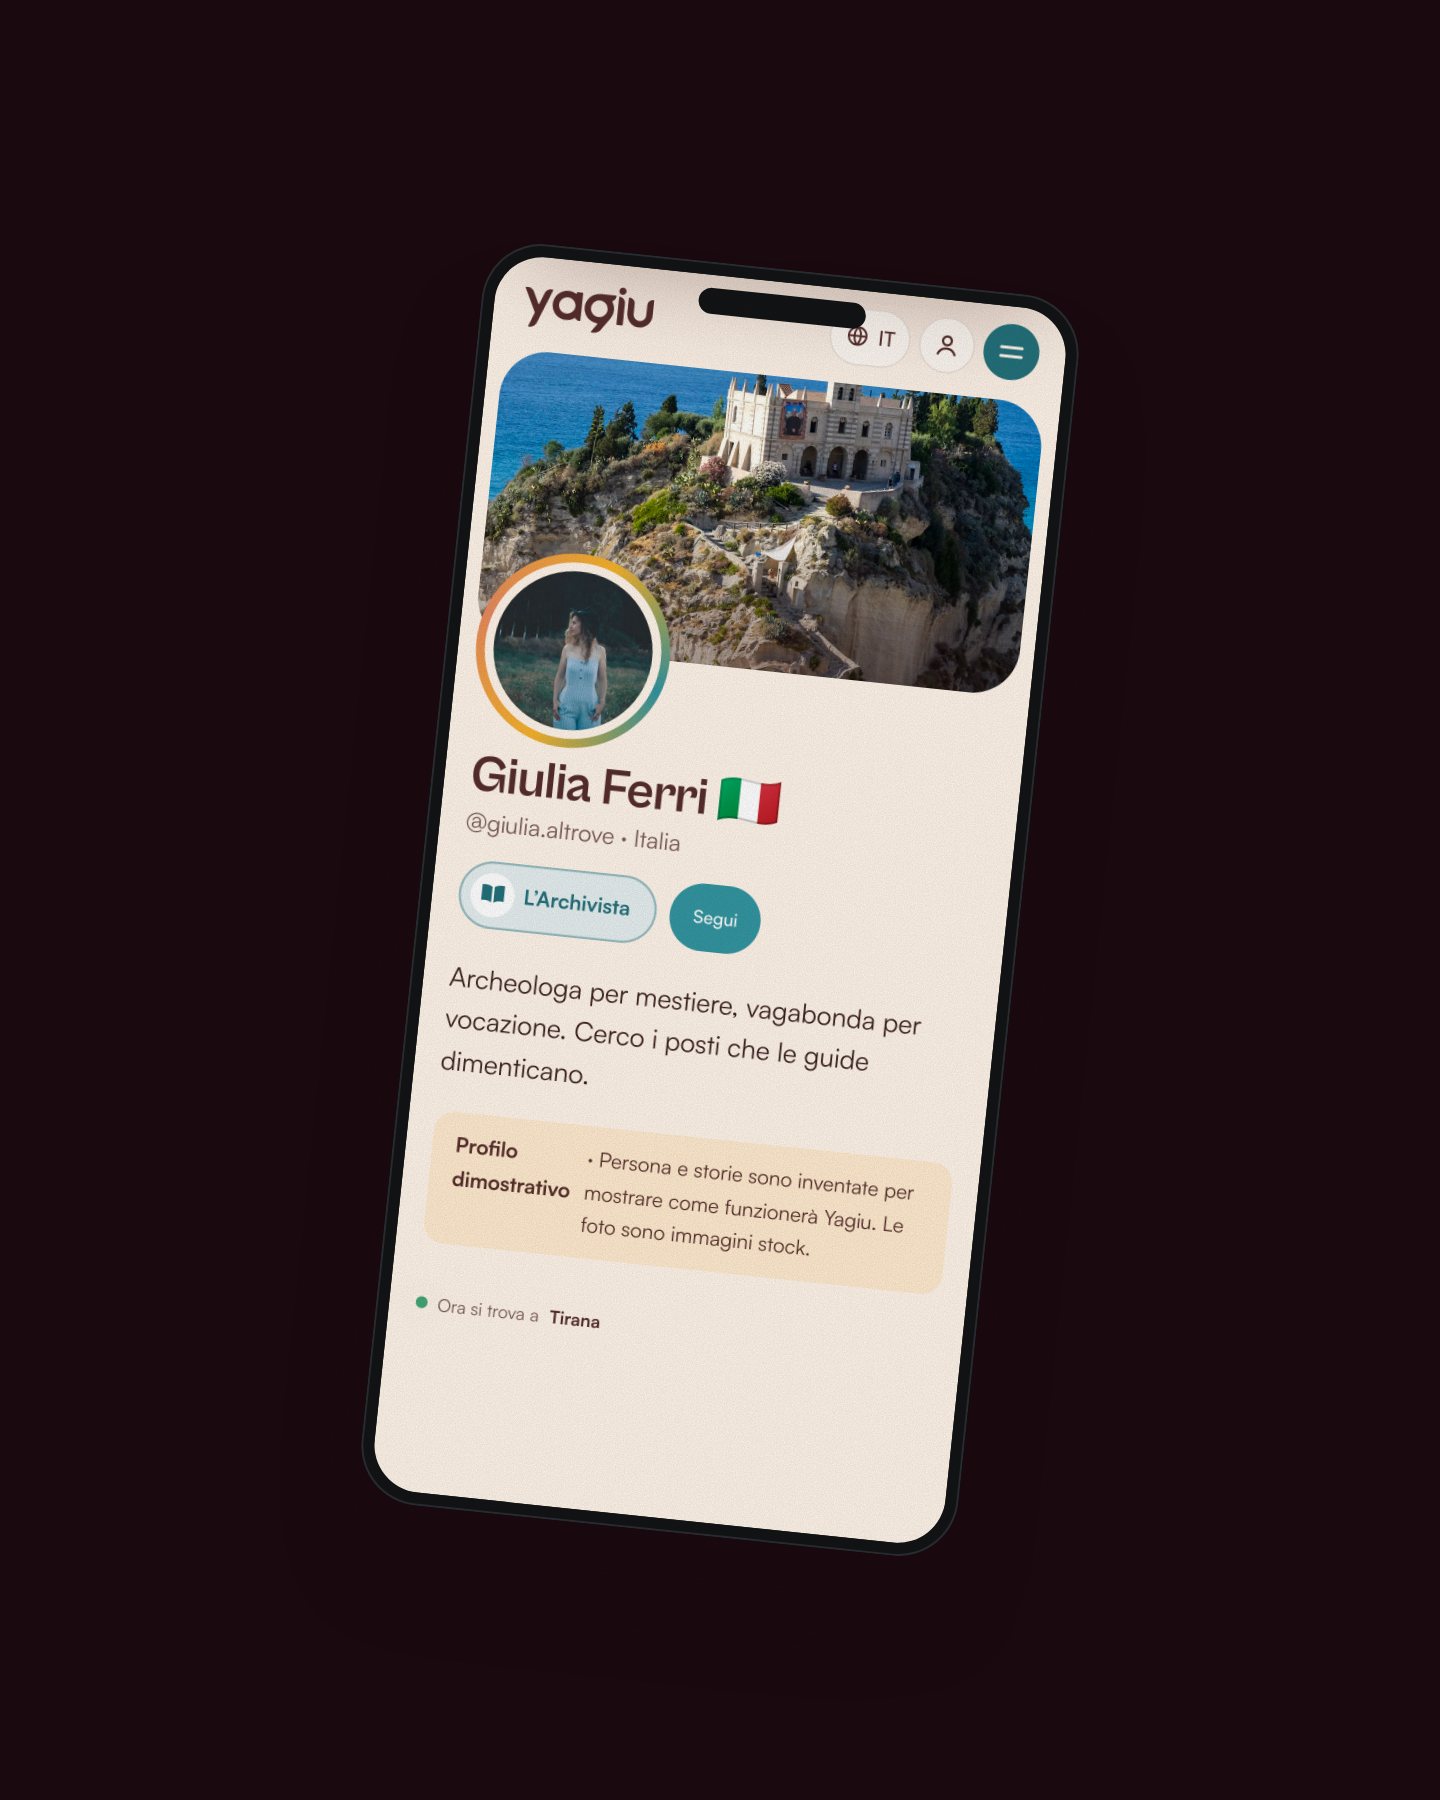 yagiu
IT
Giulia Ferri
@giulia.altrove · Italia
L'Archivista
Segui
Archeologa per mestiere, vagabonda per
vocazione. Cerco i posti che le guide
dimenticano.
Profilo
dimostrativo
· Persona e storie sono inventate per
mostrare come funzionerà Yagiu. Le
foto sono immagini stock.
Ora si trova a Tirana